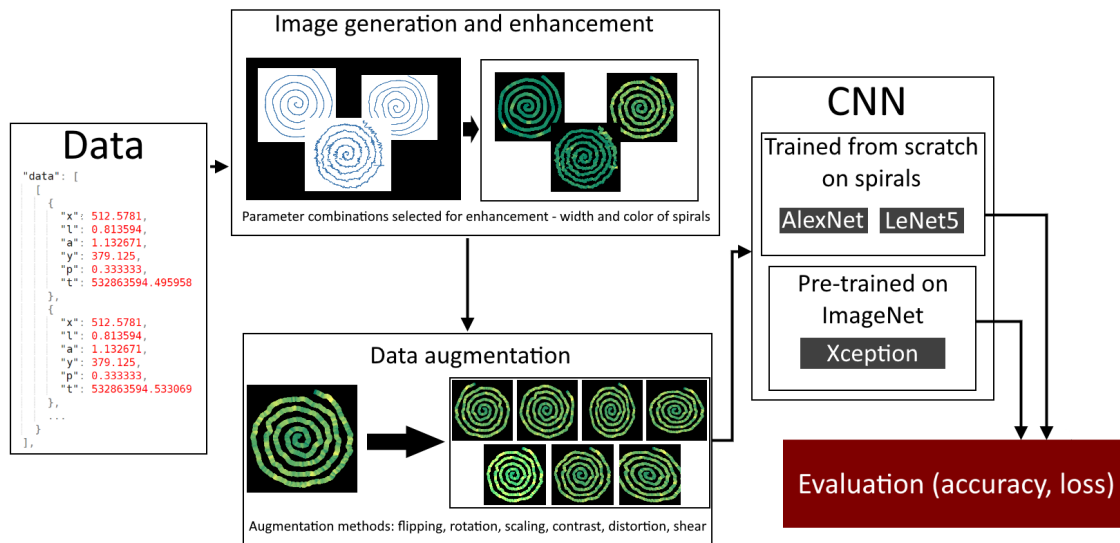 Data
"data": [
[
{
"x": 512.5781,
"l": 0.813594,
"a": 1.132671,
"y": 379.125,
"p": 0.333333,
"t": 532863594.495958
},
{
"x": 512.5781,
"l": 0.813594,
"a": 1.132671,
"y": 379.125,
"p": 0.333333,
"t": 532863594.533069
},
...
}
],
Image generation and enhancement
Parameter combinations selected for enhancement - width and color of spirals
Data augmentation
Augmentation methods: flipping, rotation, scaling, contrast, distortion, shear
CNN
Trained from scratch
on spirals
AlexNet LeNet5
Pre-trained on
ImageNet
Xception
Evaluation (accuracy, loss)